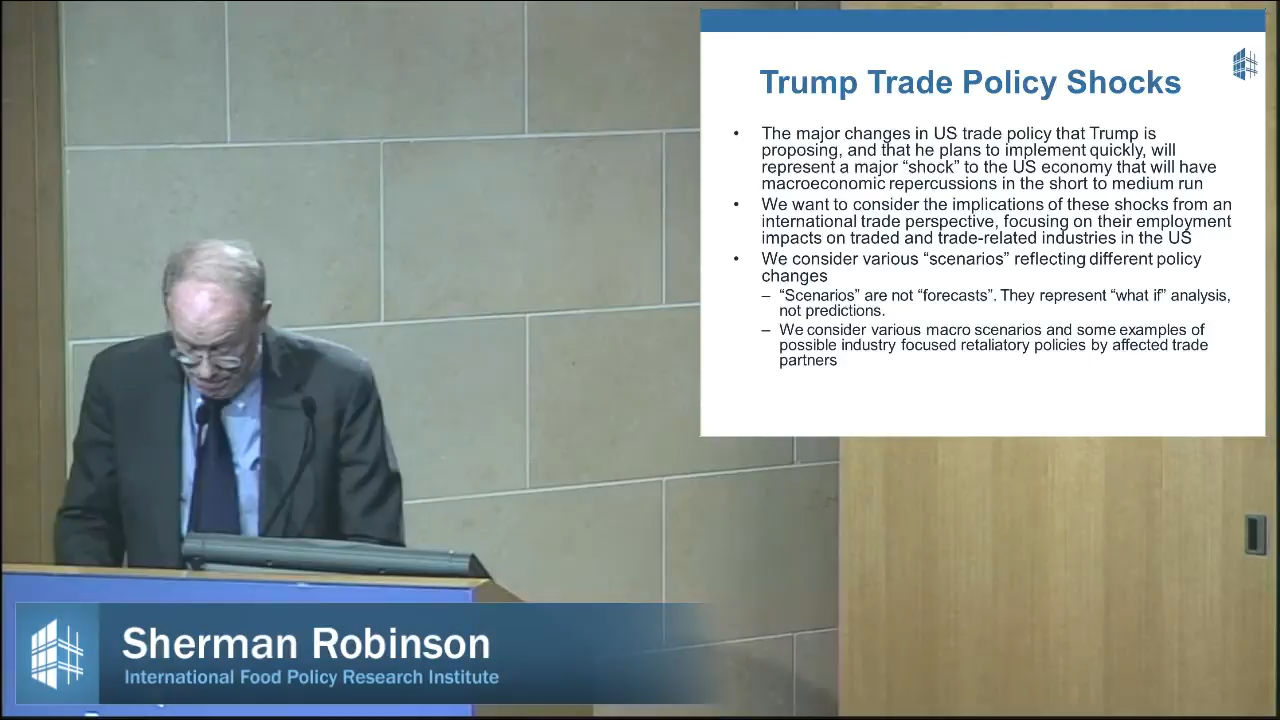 Trump Trade Policy Shocks
• The major changes in US trade policy that Trump is
proposing, and that he plans to implement quickly, will
represent a major “shock” to the US economy that will have
macroeconomic repercussions in the short to medium run
• We want to consider the implications of these shocks from an
international trade perspective, focusing on their employment
impacts on traded and trade-related industries in the US
• We consider various “scenarios” reflecting different policy
changes
– “Scenarios” are not “forecasts”. They represent “what if” analysis,
not predictions.
– We consider various macro scenarios and some examples of
possible industry focused retaliatory policies by affected trade
partners
Sherman Robinson
International Food Policy Research Institute